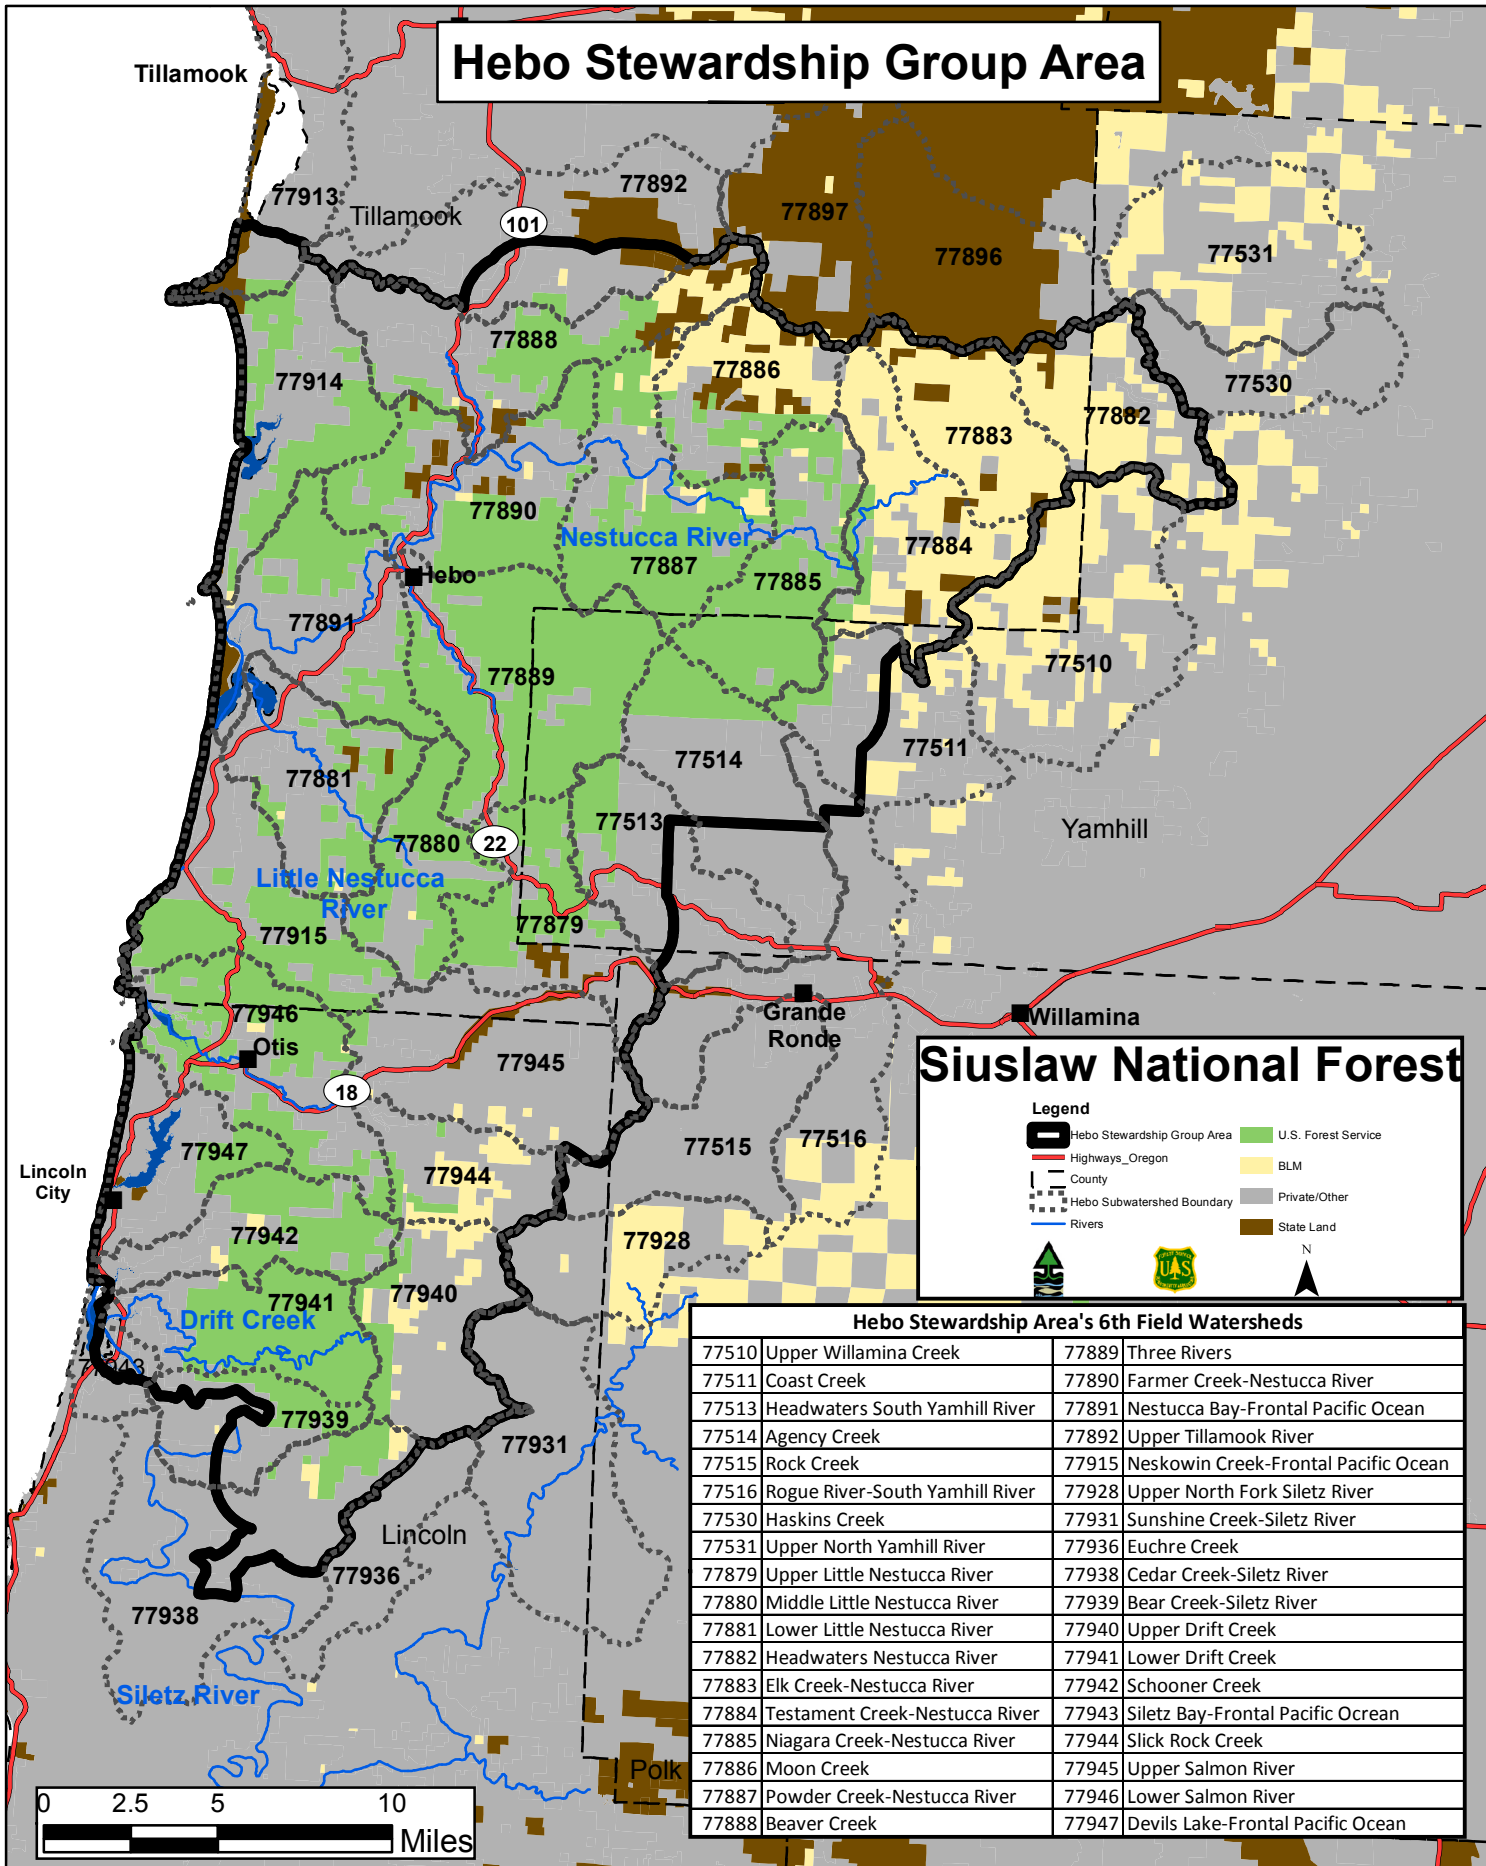 Hebo Stewardship Group Area
Tillamook
77913
Tillamook
101
77892
77897
77896
77531
77888
77914
77886
77530
77882
77883
77890
Nestucca River
77884
77887
77885
Hebo
77891
77889
77510
77511
77514
77881
77513
77880
22
Yamhill
Little Nestucca
River
77879
77915
77946
Otis
Grande
Ronde
Willamina
77945
18
77947
77515
77516
77944
Lincoln
City
77942
77928
77940
77941
Drift Creek
77943
77939
77931
Lincoln
77936
77938
Siletz River
Polk
0 2.5 5 10
Miles
Siuslaw National Forest
Legend
Hebo Stewardship Group Area
Highways_Oregon
County
Hebo Subwatershed Boundary
Rivers
U.S. Forest Service
BLM
Private/Other
State Land
FOREST SERVICE
U S
N
Hebo Stewardship Area's 6th Field Watersheds
77510 Upper Willamina Creek 77889 Three Rivers
77511 Coast Creek 77890 Farmer Creek-Nestucca River
77513 Headwaters South Yamhill River 77891 Nestucca Bay-Frontal Pacific Ocean
77514 Agency Creek 77892 Upper Tillamook River
77515 Rock Creek 77915 Neskowin Creek-Frontal Pacific Ocean
77516 Rogue River-South Yamhill River 77928 Upper North Fork Siletz River
77530 Haskins Creek 77931 Sunshine Creek-Siletz River
77531 Upper North Yamhill River 77936 Euchre Creek
77879 Upper Little Nestucca River 77938 Cedar Creek-Siletz River
77880 Middle Little Nestucca River 77939 Bear Creek-Siletz River
77881 Lower Little Nestucca River 77940 Upper Drift Creek
77882 Headwaters Nestucca River 77941 Lower Drift Creek
77883 Elk Creek-Nestucca River 77942 Schooner Creek
77884 Testament Creek-Nestucca River 77943 Siletz Bay-Frontal Pacific Ocrean
77885 Niagara Creek-Nestucca River 77944 Slick Rock Creek
77886 Moon Creek 77945 Upper Salmon River
77887 Powder Creek-Nestucca River 77946 Lower Salmon River
77888 Beaver Creek 77947 Devils Lake-Frontal Pacific Ocean